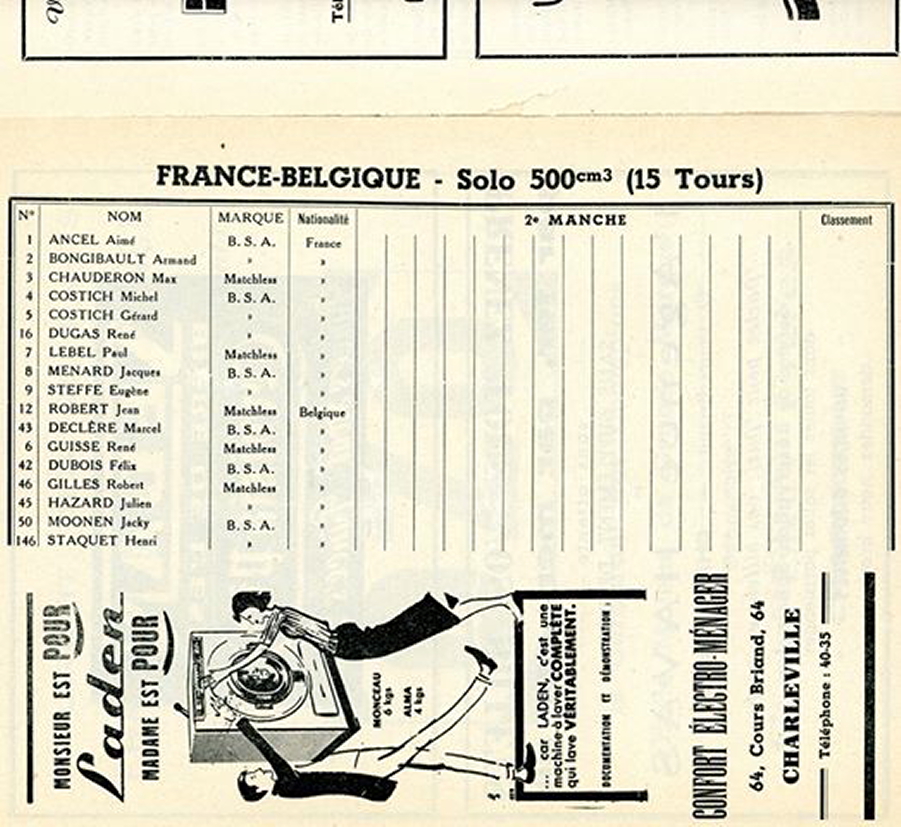 FRANCE-BELGIQUE - Solo 500cm3 (15 Tours)
N° NOM MARQUE Nationalité 2e MANCHE Classement
1 ANCEL Aimé B. S. A. France
2 BONGIBAULT Armand » »
3 CHAUDERON Max Matchless »
4 COSTICH Michel B. S. A. »
5 COSTICH Gérard » »
16 DUGAS René » »
7 LEBEL Paul Matchless »
8 MENARD Jacques B. S. A. »
9 STEFFE Eugène » »
12 ROBERT Jean Matchless Belgique
43 DECLÈRE Marcel B. S. A. »
6 GUISSE René Matchless »
42 DUBOIS Félix B. S. A. »
46 GILLES Robert Matchless »
45 HAZARD Julien » »
50 MOONEN Jacky B. S. A. »
146 STAQUET Henri » »
MONSIEUR EST POUR
Laden
MADAME EST POUR
MONCEAU
6 kgs
ALMA
4 kgs
... car LADEN, c'est une
machine à laver COMPLÈTE
qui lave VÉRITABLEMENT.
DOCUMENTATION ET DÉMONSTRATION :
CONFORT ÉLECTRO-MÉNAGER
64, Cours Briand, 64
CHARLEVILLE
Téléphone : 40-35